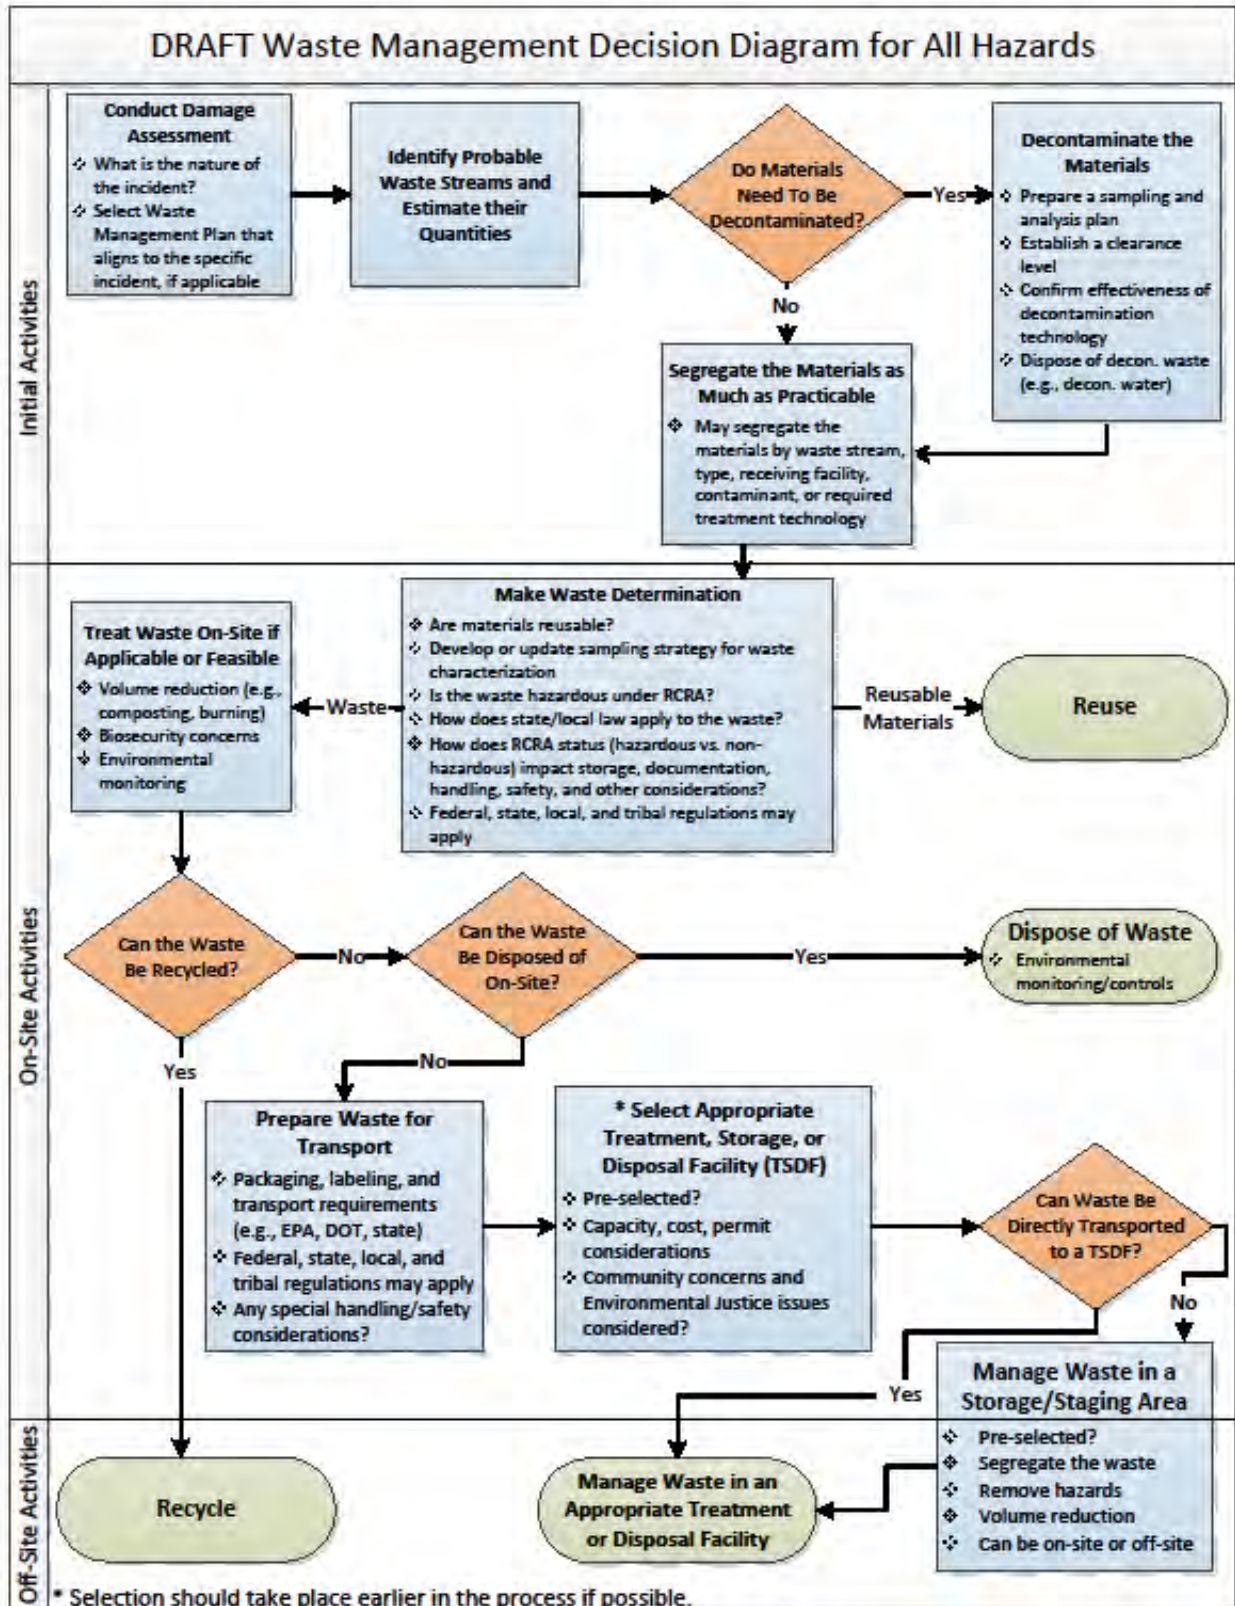 DRAFT Waste Management Decision Diagram for All Hazards
Initial Activities
Conduct Damage
Assessment
What is the nature of
the incident?
Select Waste
Management Plan that
aligns to the specific
incident, if applicable
Identify Probable
Waste Streams and
Estimate their
Quantities
Do Materials
Need To Be
Decontaminated?
Yes
No
Decontaminate the
Materials
Prepare a sampling and
analysis plan
Establish a clearance
level
Confirm effectiveness of
decontamination
technology
Dispose of decon. waste
(e.g., decon. water)
Segregate the Materials as
Much as Practicable
May segregate the
materials by waste stream,
type, receiving facility,
contaminant, or required
treatment technology
On-Site Activities
Make Waste Determination
Are materials reusable?
Develop or update sampling strategy for waste
characterization
Is the waste hazardous under RCRA?
How does state/local law apply to the waste?
How does RCRA status (hazardous vs. non-
hazardous) impact storage, documentation,
handling, safety, and other considerations?
Federal, state, local, and tribal regulations may
apply
Waste
Reusable
Materials
Reuse
Treat Waste On-Site if
Applicable or Feasible
Volume reduction (e.g.,
composting, burning)
Biosecurity concerns
Environmental
monitoring
Can the Waste
Be Recycled?
No
Yes
Can the Waste
Be Disposed of
On-Site?
Yes
No
Dispose of Waste
Environmental
monitoring/controls
Prepare Waste for
Transport
Packaging, labeling, and
transport requirements
(e.g., EPA, DOT, state)
Federal, state, local, and
tribal regulations may apply
Any special handling/safety
considerations?
* Select Appropriate
Treatment, Storage, or
Disposal Facility (TSDF)
Pre-selected?
Capacity, cost, permit
considerations
Community concerns and
Environmental Justice issues
considered?
Can Waste Be
Directly Transported
to a TSDF?
No
Yes
Manage Waste in a
Storage/Staging Area
Pre-selected?
Segregate the waste
Remove hazards
Volume reduction
Can be on-site or off-site
Off-Site Activities
Recycle
Manage Waste in an
Appropriate Treatment
or Disposal Facility
* Selection should take place earlier in the process if possible.